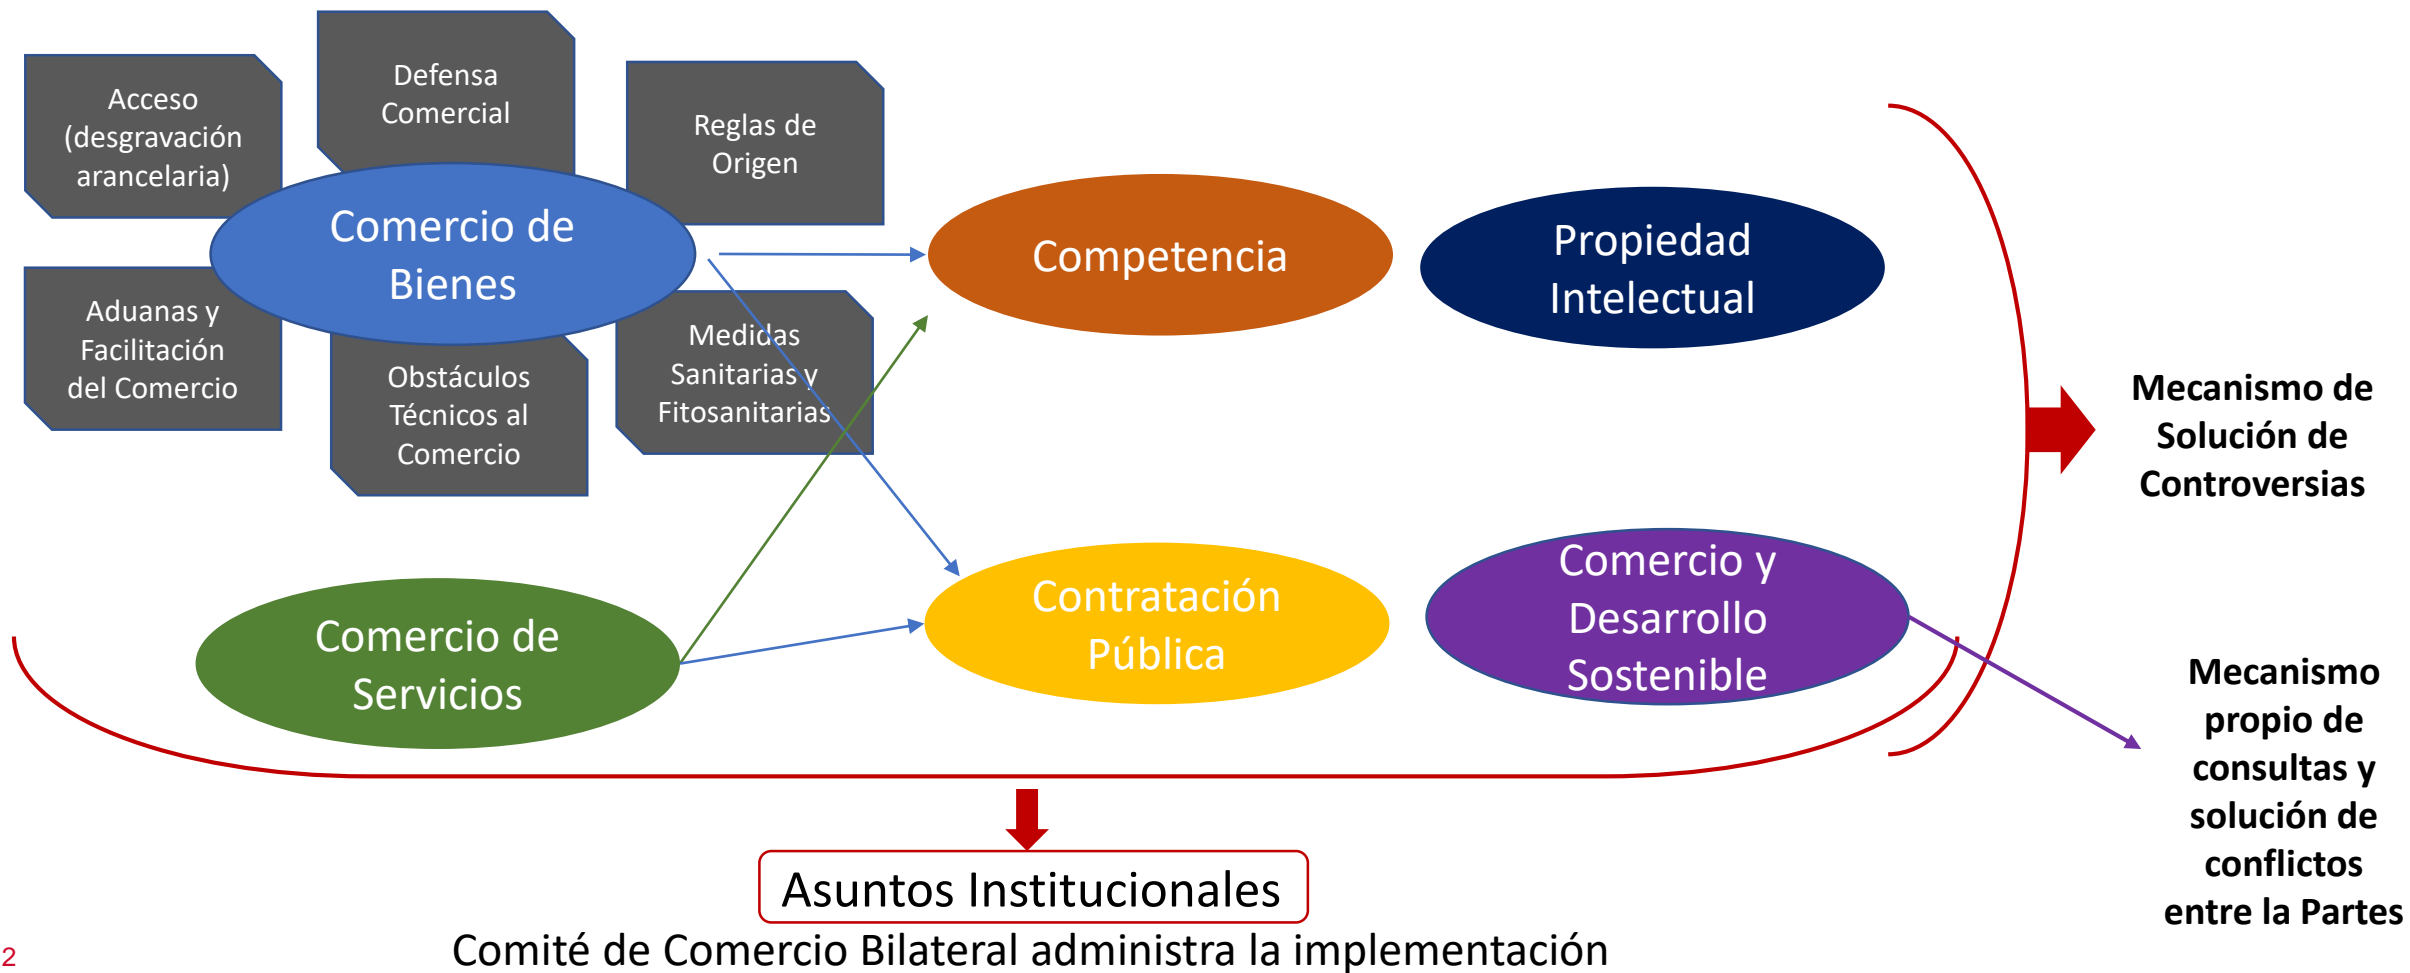 Acceso
(desgravación
arancelaria)
Defensa
Comercial
Reglas de
Origen
Comercio de
Bienes
Aduanas y
Facilitación
del Comercio
Obstáculos
Técnicos al
Comercio
Medidas
Sanitarias y
Fitosanitarias
Competencia
Propiedad
Intelectual
Comercio de
Servicios
Contratación
Pública
Comercio y
Desarrollo
Sostenible
Mecanismo de
Solución de
Controversias
Mecanismo
propio de
consultas y
solución de
conflictos
entre la Partes
Asuntos Institucionales
Comité de Comercio Bilateral administra la implementación
2